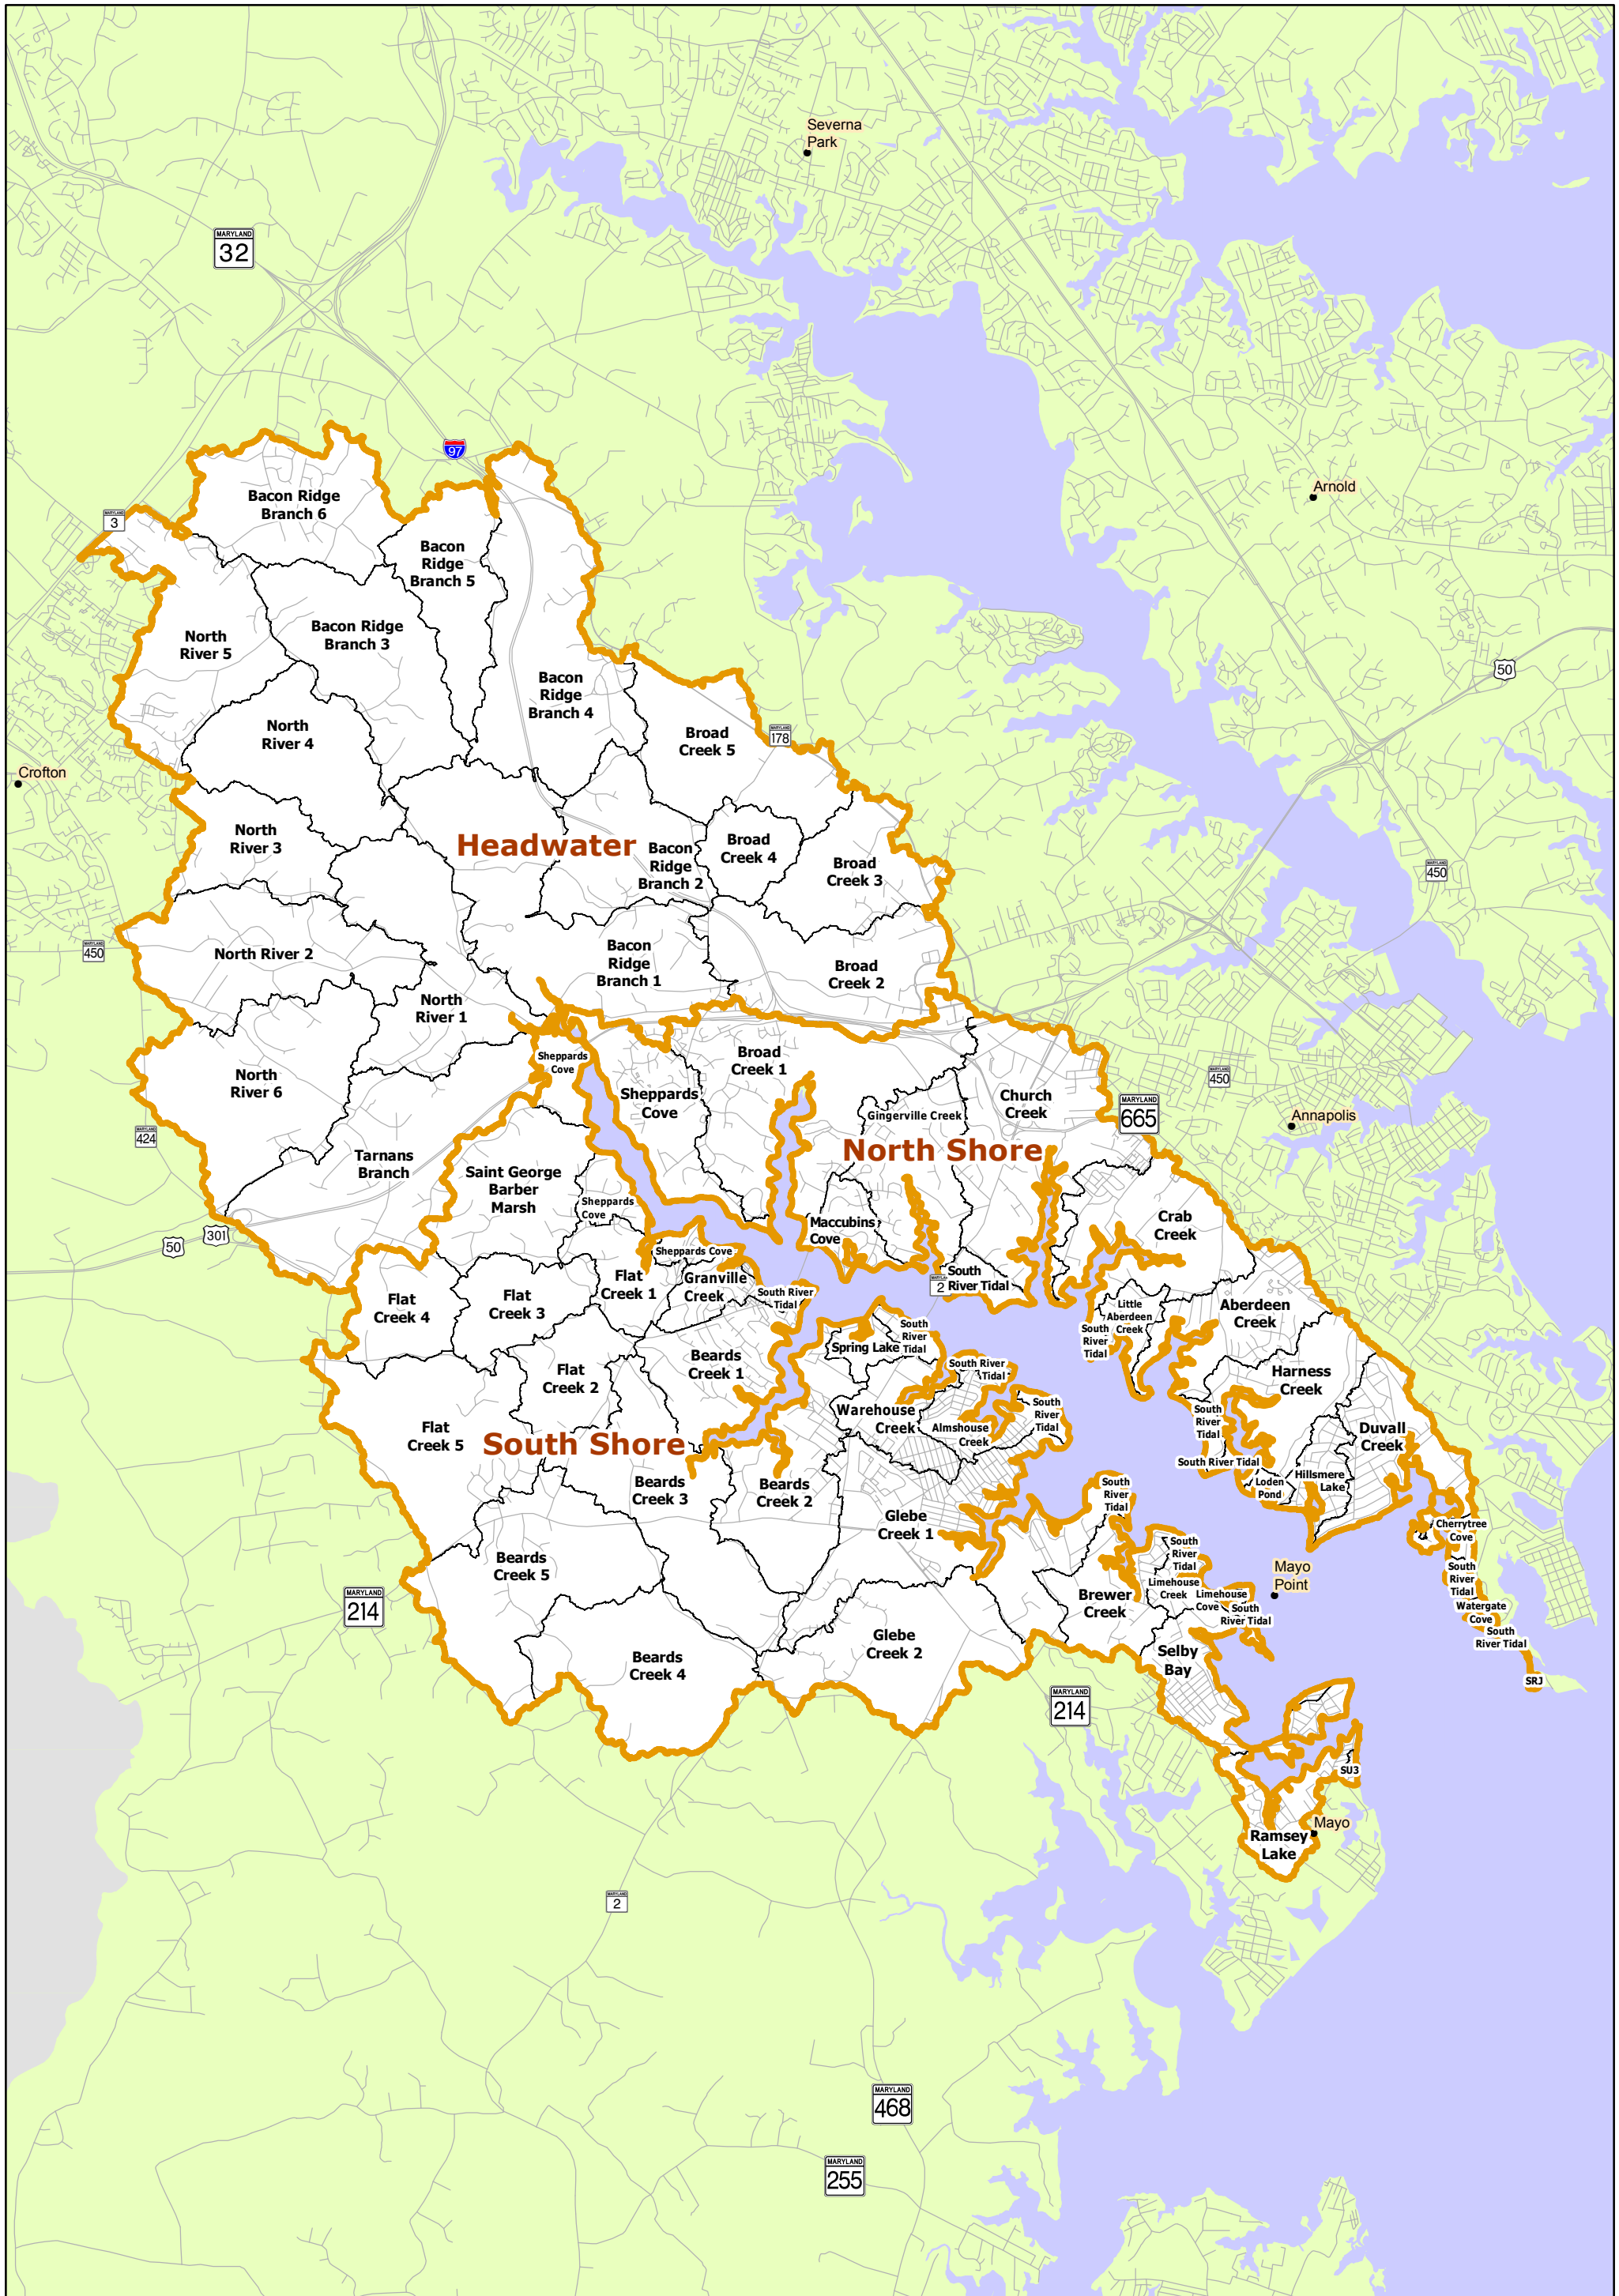 Severna
Park
MARYLAND
32
97
Arnold
Bacon Ridge
Branch 6
MARYLAND
3
Bacon
Ridge
Branch 5
North
River 5
Bacon Ridge
Branch 3
50
Bacon
Ridge
Branch 4
North
River 4
Broad
Creek 5
MARYLAND
178
Crofton
North
River 3
Headwater
Bacon
Ridge
Branch 2
Broad
Creek 4
Broad
Creek 3
MARYLAND
450
MARYLAND
450
North River 2
Bacon
Ridge
Branch 1
Broad
Creek 2
North
River 1
Sheppards
Cove
Broad
Creek 1
North
River 6
Sheppards
Cove
Church
Creek
MARYLAND
450
Gingerville Creek
MARYLAND
665
Annapolis
MARYLAND
424
North Shore
Tarnans
Branch
Saint George
Barber
Marsh
Sheppards
Cove
Maccubins
Cove
Crab
Creek
301
50
Sheppards Cove
Flat
Creek 1
Granville
Creek
South River
Tidal
South
River Tidal
2
Flat
Creek 4
Flat
Creek 3
Little
Aberdeen
Creek
Aberdeen
Creek
South
River
Tidal
South
River
Tidal
Spring Lake
Beards
Creek 1
South River
Tidal
Flat
Creek 2
Harness
Creek
Warehouse
Creek
Almshouse
Creek
South
River
Tidal
South
River
Tidal
Duvall
Creek
Flat
Creek 5
South Shore
South River Tidal
Beards
Creek 3
Beards
Creek 2
Loden
Pond
Hillsmere
Lake
South
River
Tidal
Glebe
Creek 1
Cherrytree
Cove
Beards
Creek 5
South
River
Tidal
Mayo
Point
South
River
Tidal
Limehouse
Creek
Limehouse
Cove
Brewer
Creek
South
River Tidal
Watergate
Cove
South
River Tidal
MARYLAND
214
Glebe
Creek 2
Selby
Bay
Beards
Creek 4
SRJ
MARYLAND
214
SU3
Mayo
Ramsey
Lake
MARYLAND
2
MARYLAND
468
MARYLAND
255